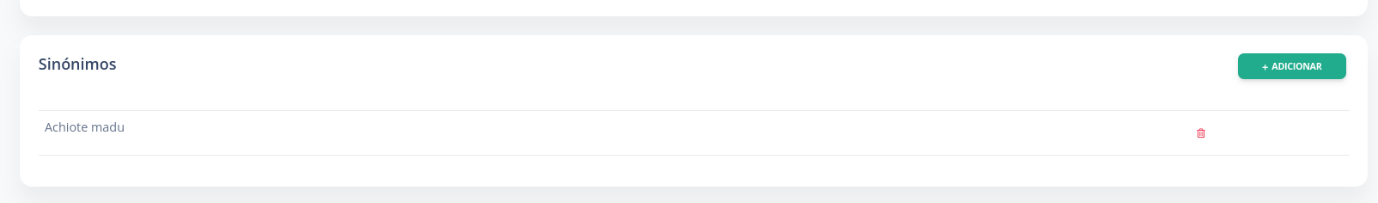 Sinónimos
+ ADICIONAR
Achiote madu